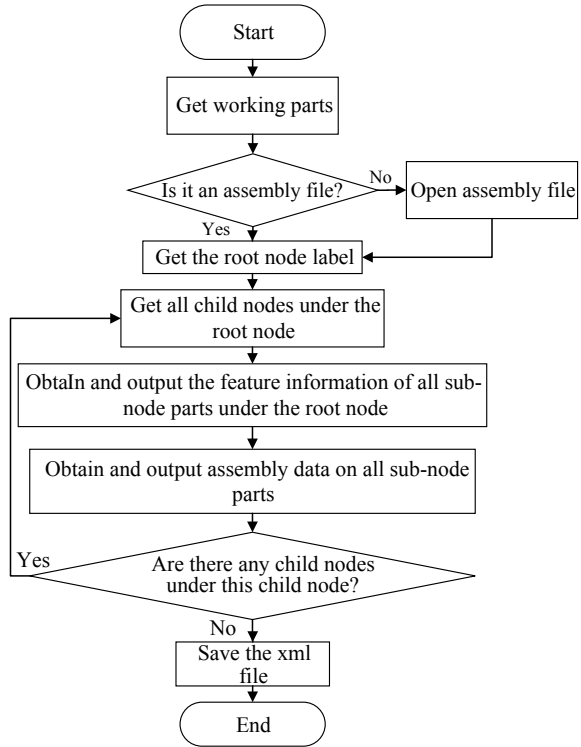 Start
Get working parts
Is it an assembly file?
No
Open assembly file
Yes
Get the root node label
Get all child nodes under the
root node
ObtaIn and output the feature information of all sub-
node parts under the root node
Obtain and output assembly data on all sub-node
parts
Yes
Are there any child nodes
under this child node?
No
Save the xml
file
End